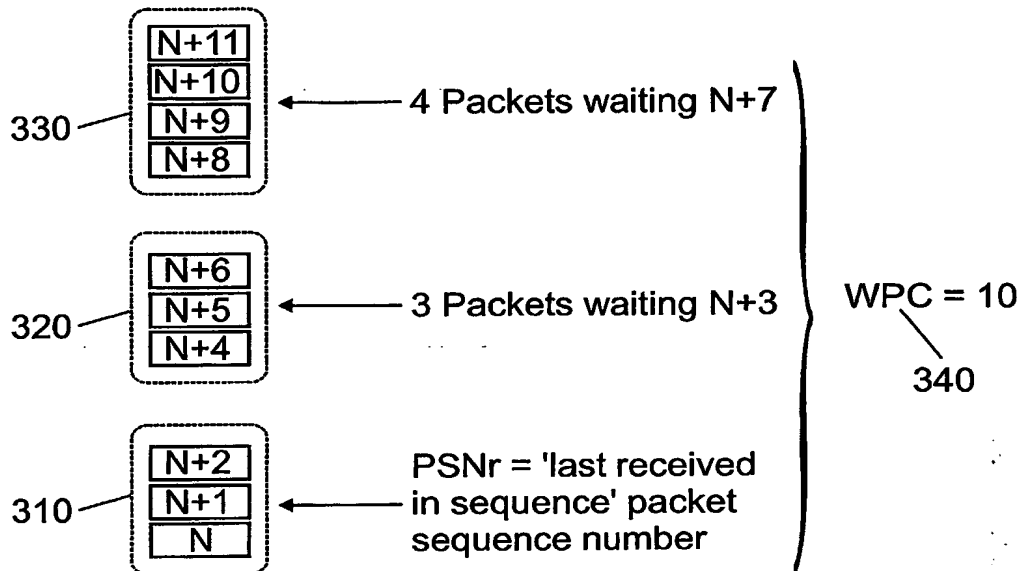 N+11
N+10
N+9
N+8
330
4 Packets waiting N+7
N+6
N+5
N+4
320
3 Packets waiting N+3
WPC = 10
340
N+2
N+1
N
310
PSNr = 'last received
in sequence' packet
sequence number